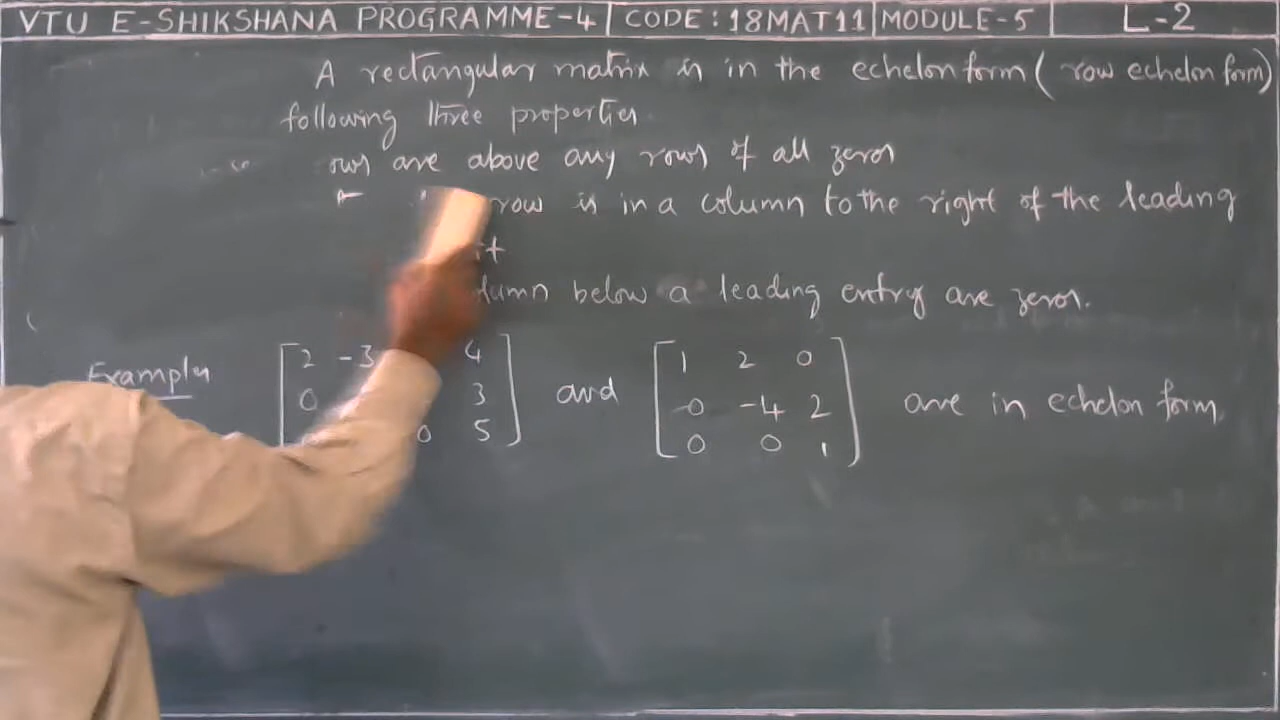 VTU E-SHIKSHANA PROGRAMME-4 CODE: 18MAT11 MODULE-5 L-2
A rectangular matrix is in the echelon form ( row echelon form)
following three properties
are above any rows of all zeros
row is in a column to the right of the leading
it
below a leading entry are zeros.
Examples
2 -3 4
0 3
0 5
and
1 2 0
0 -4 2
0 0 1
are in echelon form.